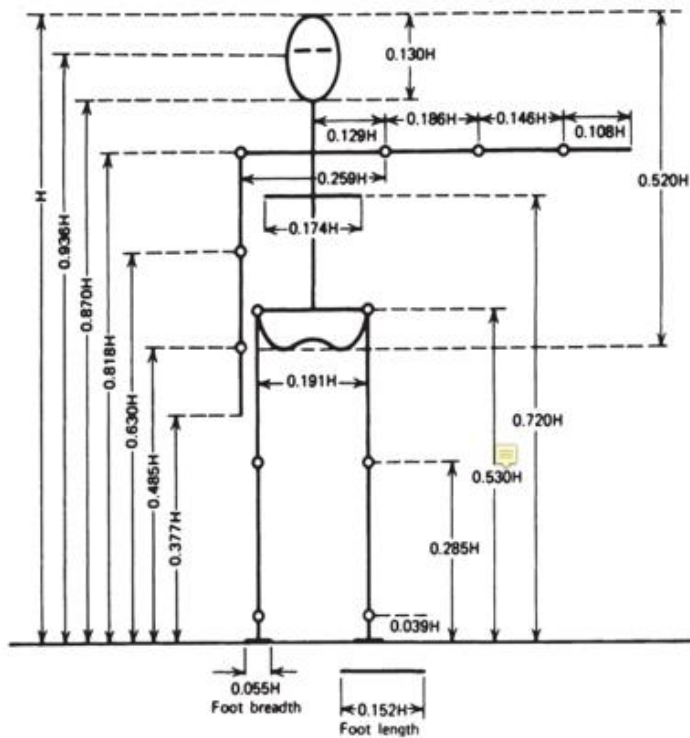 0.130H
0.186H
0.146H
0.129H
0.108H
0.259H
0.520H
0.174H
H
0.936H
0.870H
0.818H
0.630H
0.485H
0.377H
0.191H
0.720H
0.530H
0.285H
0.039H
0.055H
Foot breadth
0.152H
Foot length